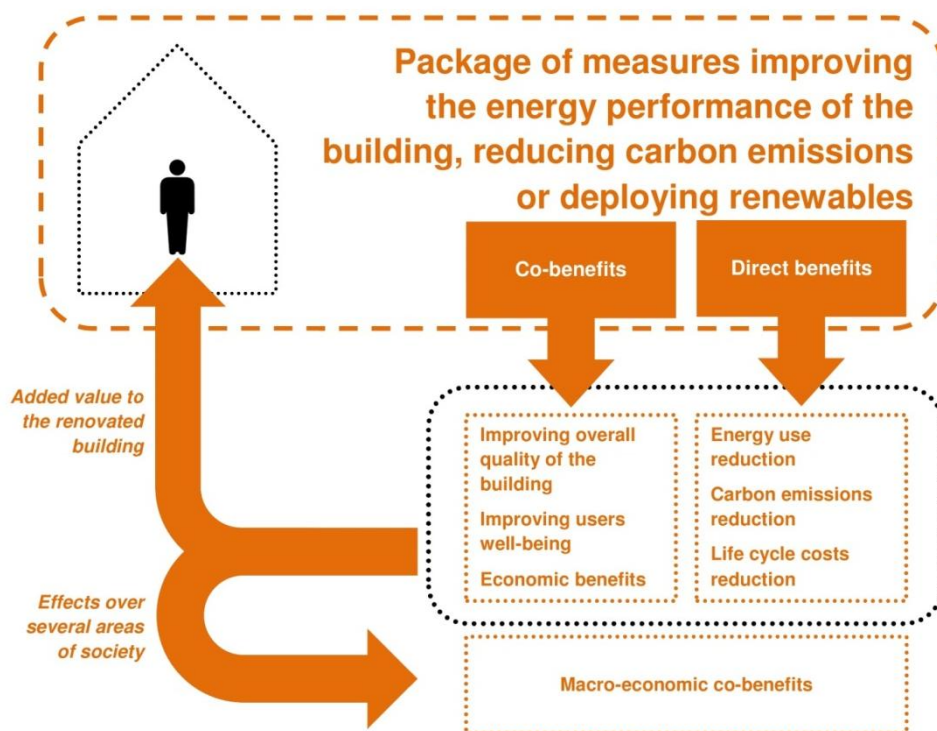 Package of measures improving
the energy performance of the
building, reducing carbon emissions
or deploying renewables
Co-benefits
Direct benefits
Added value to
the renovated
building
Improving overall
quality of the
building
Improving users
well-being
Economic benefits
Energy use
reduction
Carbon emissions
reduction
Life cycle costs
reduction
Effects over
several areas
of society
Macro-economic co-benefits